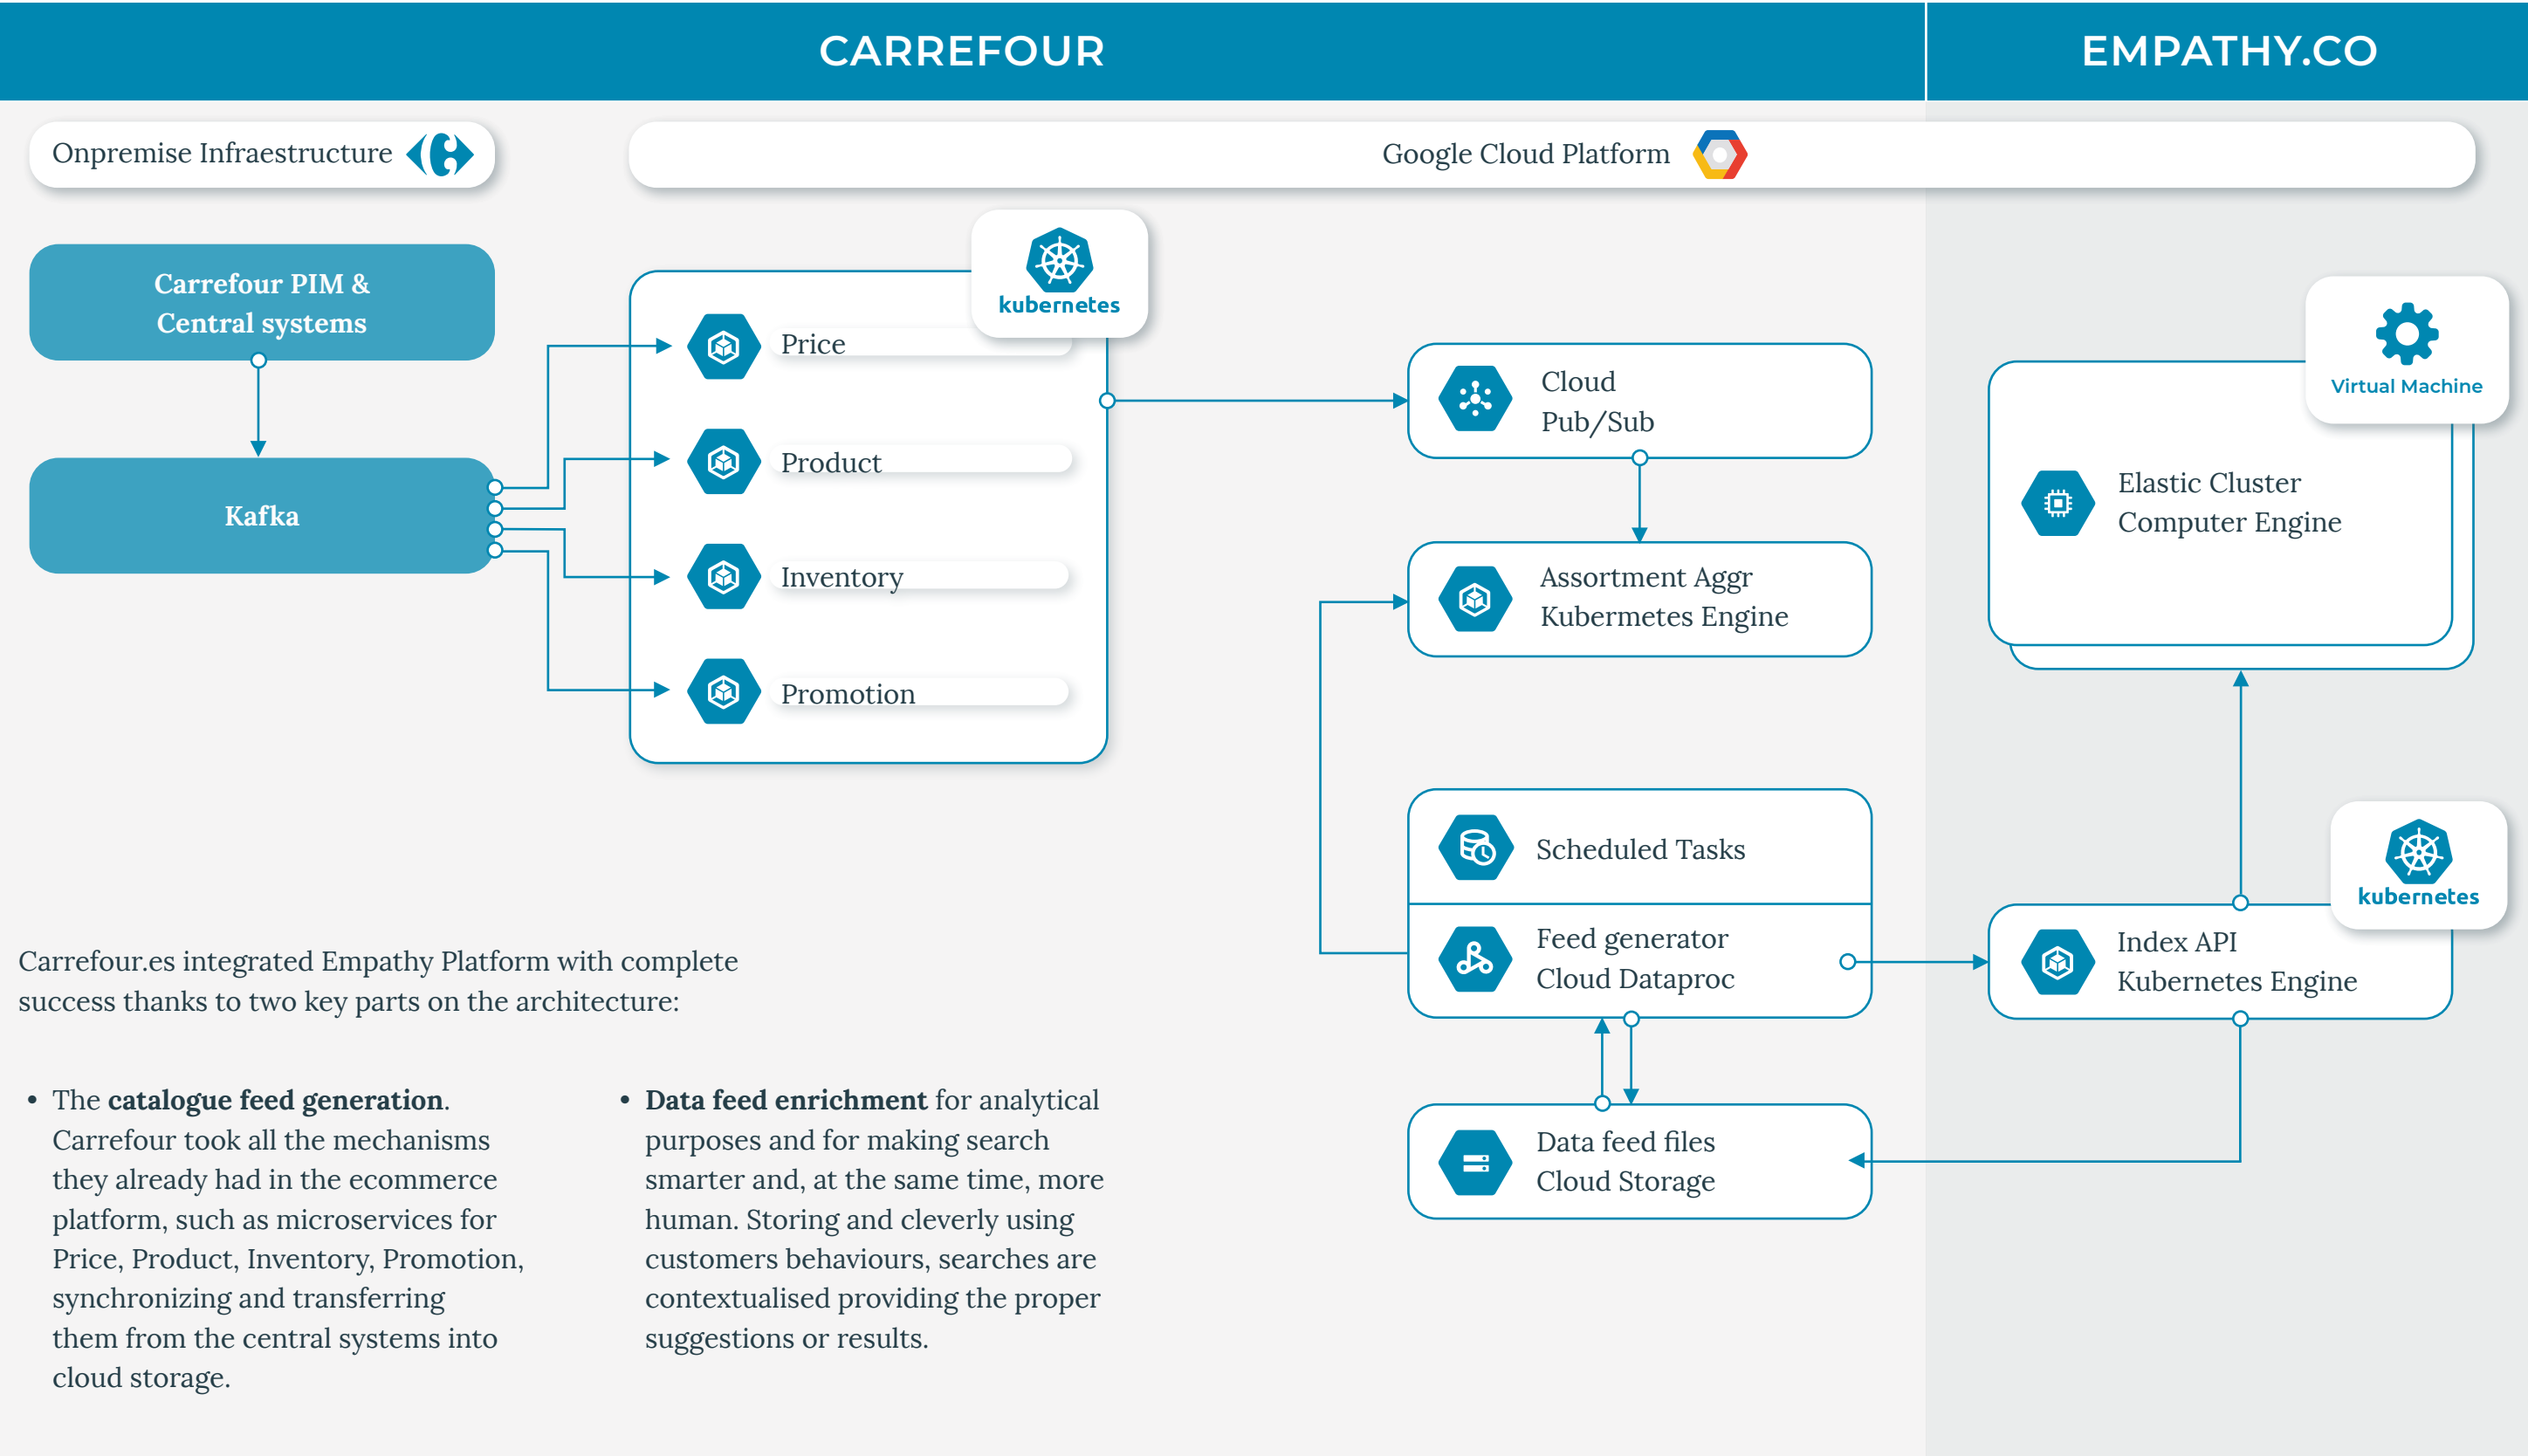 CARREFOUR
EMPATHY.CO
Onpremise Infraestructure
Google Cloud Platform
Carrefour PIM &
Central systems
Kafka
kubernetes
Price
Product
Inventory
Promotion
Cloud
Pub/Sub
Assortment Aggr
Kubermetes Engine
Scheduled Tasks
Feed generator
Cloud Dataproc
Data feed files
Cloud Storage
Virtual Machine
Elastic Cluster
Computer Engine
kubernetes
Index API
Kubernetes Engine
Carrefour.es integrated Empathy Platform with complete
success thanks to two key parts on the architecture:
• The catalogue feed generation.
Carrefour took all the mechanisms
they already had in the ecommerce
platform, such as microservices for
Price, Product, Inventory, Promotion,
synchronizing and transferring
them from the central systems into
cloud storage.
• Data feed enrichment for analytical
purposes and for making search
smarter and, at the same time, more
human. Storing and cleverly using
customers behaviours, searches are
contextualised providing the proper
suggestions or results.